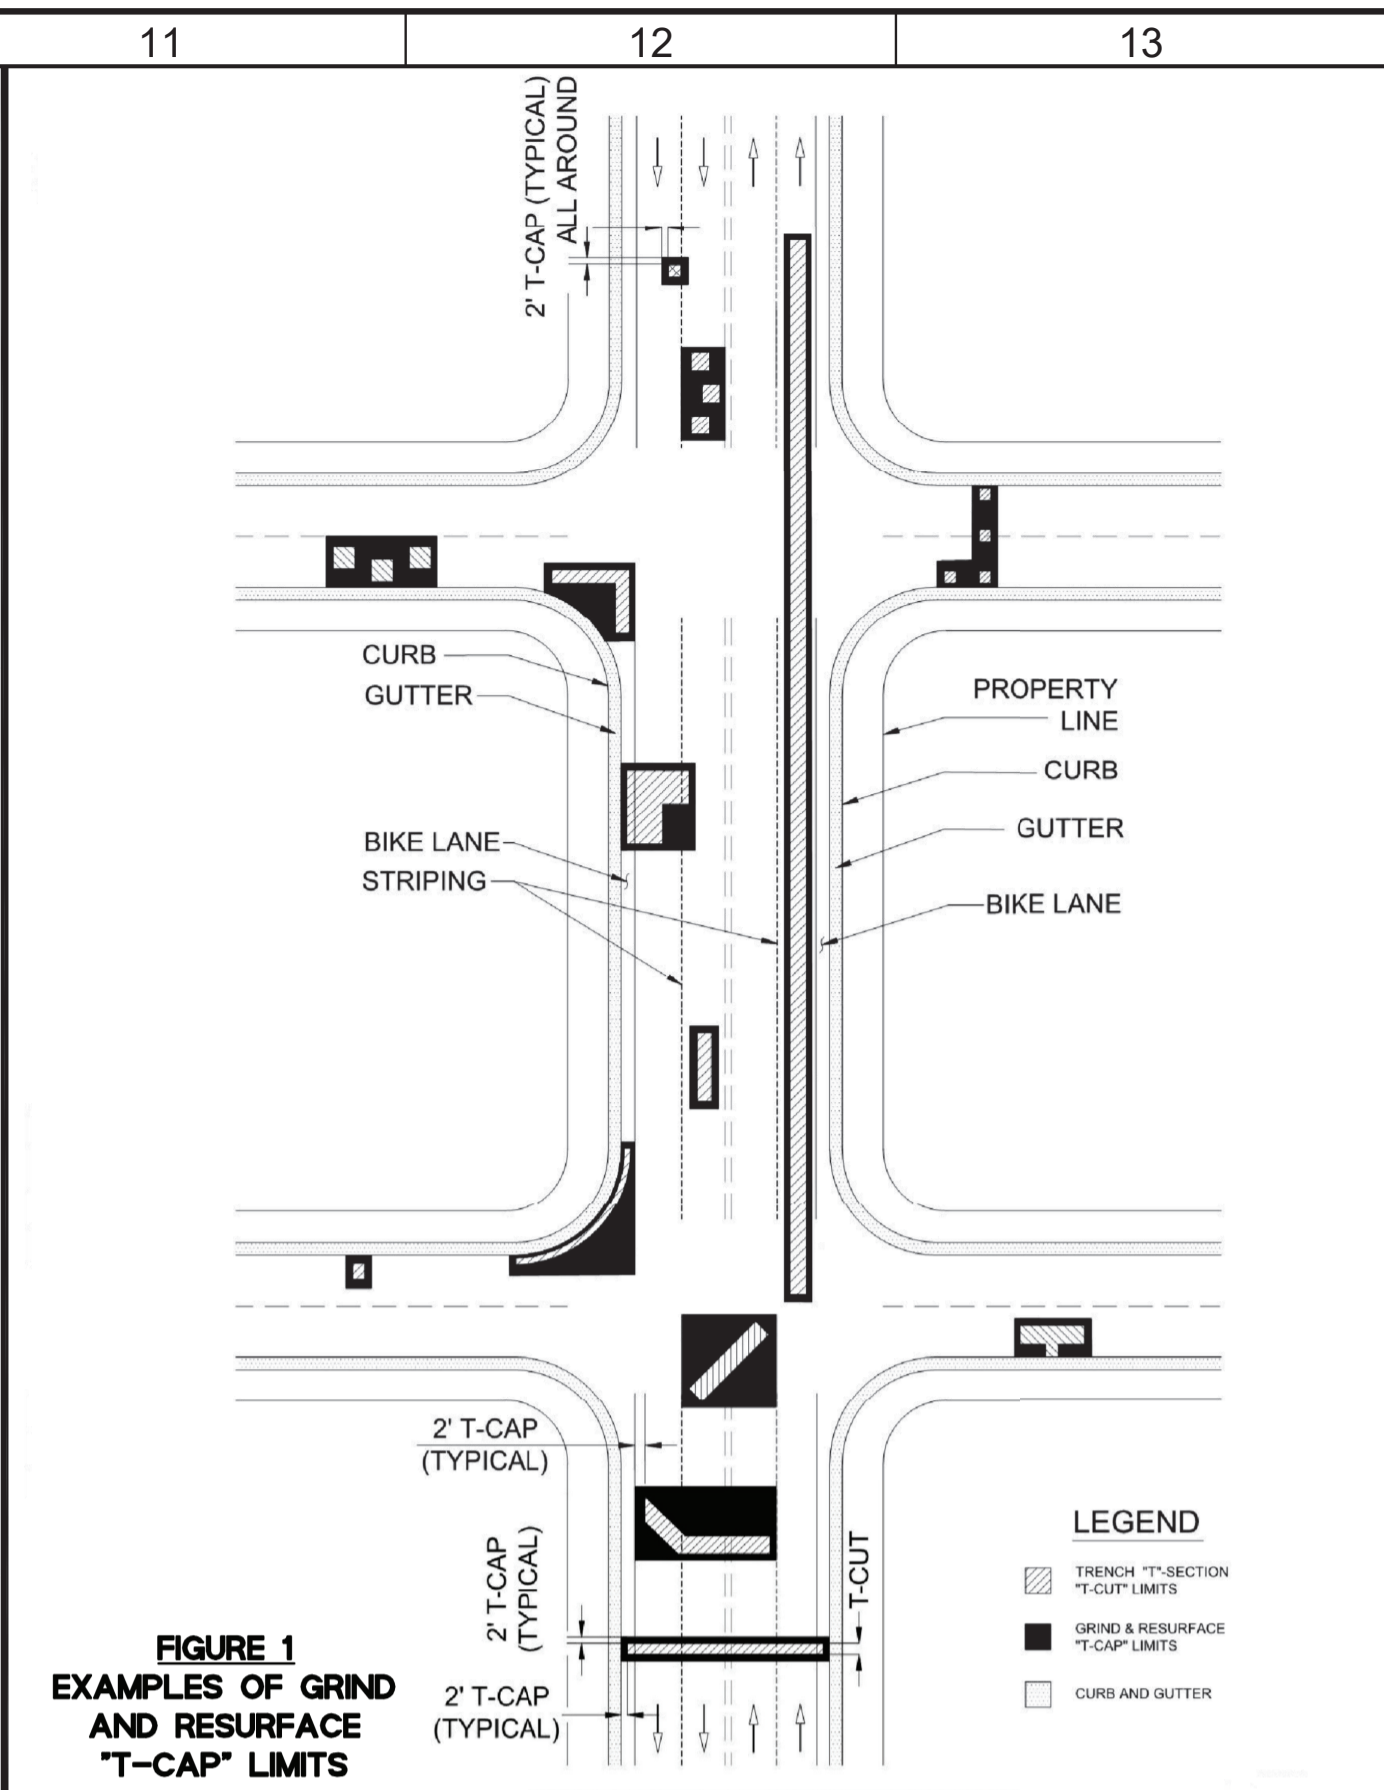 11
12
13
2' T-CAP (TYPICAL)
ALL AROUND
CURB
GUTTER
PROPERTY
LINE
CURB
GUTTER
BIKE LANE
STRIPING
BIKE LANE
2' T-CAP
(TYPICAL)
2' T-CAP
(TYPICAL)
T-CUT
2' T-CAP
(TYPICAL)
LEGEND
TRENCH "T"-SECTION
"T-CUT" LIMITS
GRIND & RESURFACE
"T-CAP" LIMITS
CURB AND GUTTER
FIGURE 1
EXAMPLES OF GRIND
AND RESURFACE
"T-CAP" LIMITS